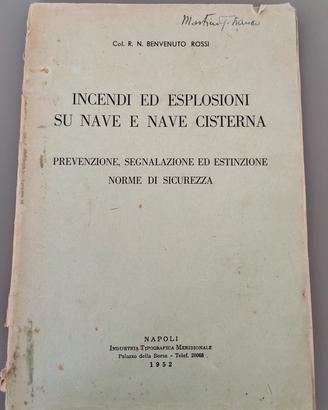 Col. R. N. BENVENUTO ROSSI
INCENDI ED ESPLOSIONI
SU NAVE E NAVE CISTERNA
PREVENZIONE, SEGNALAZIONE ED ESTINZIONE
NORME DI SICUREZZA
NAPOLI
INDUSTRIA TIPOGRAFICA MERIDIONALE
Palazzo della Borsa - Telef. 20068
1952